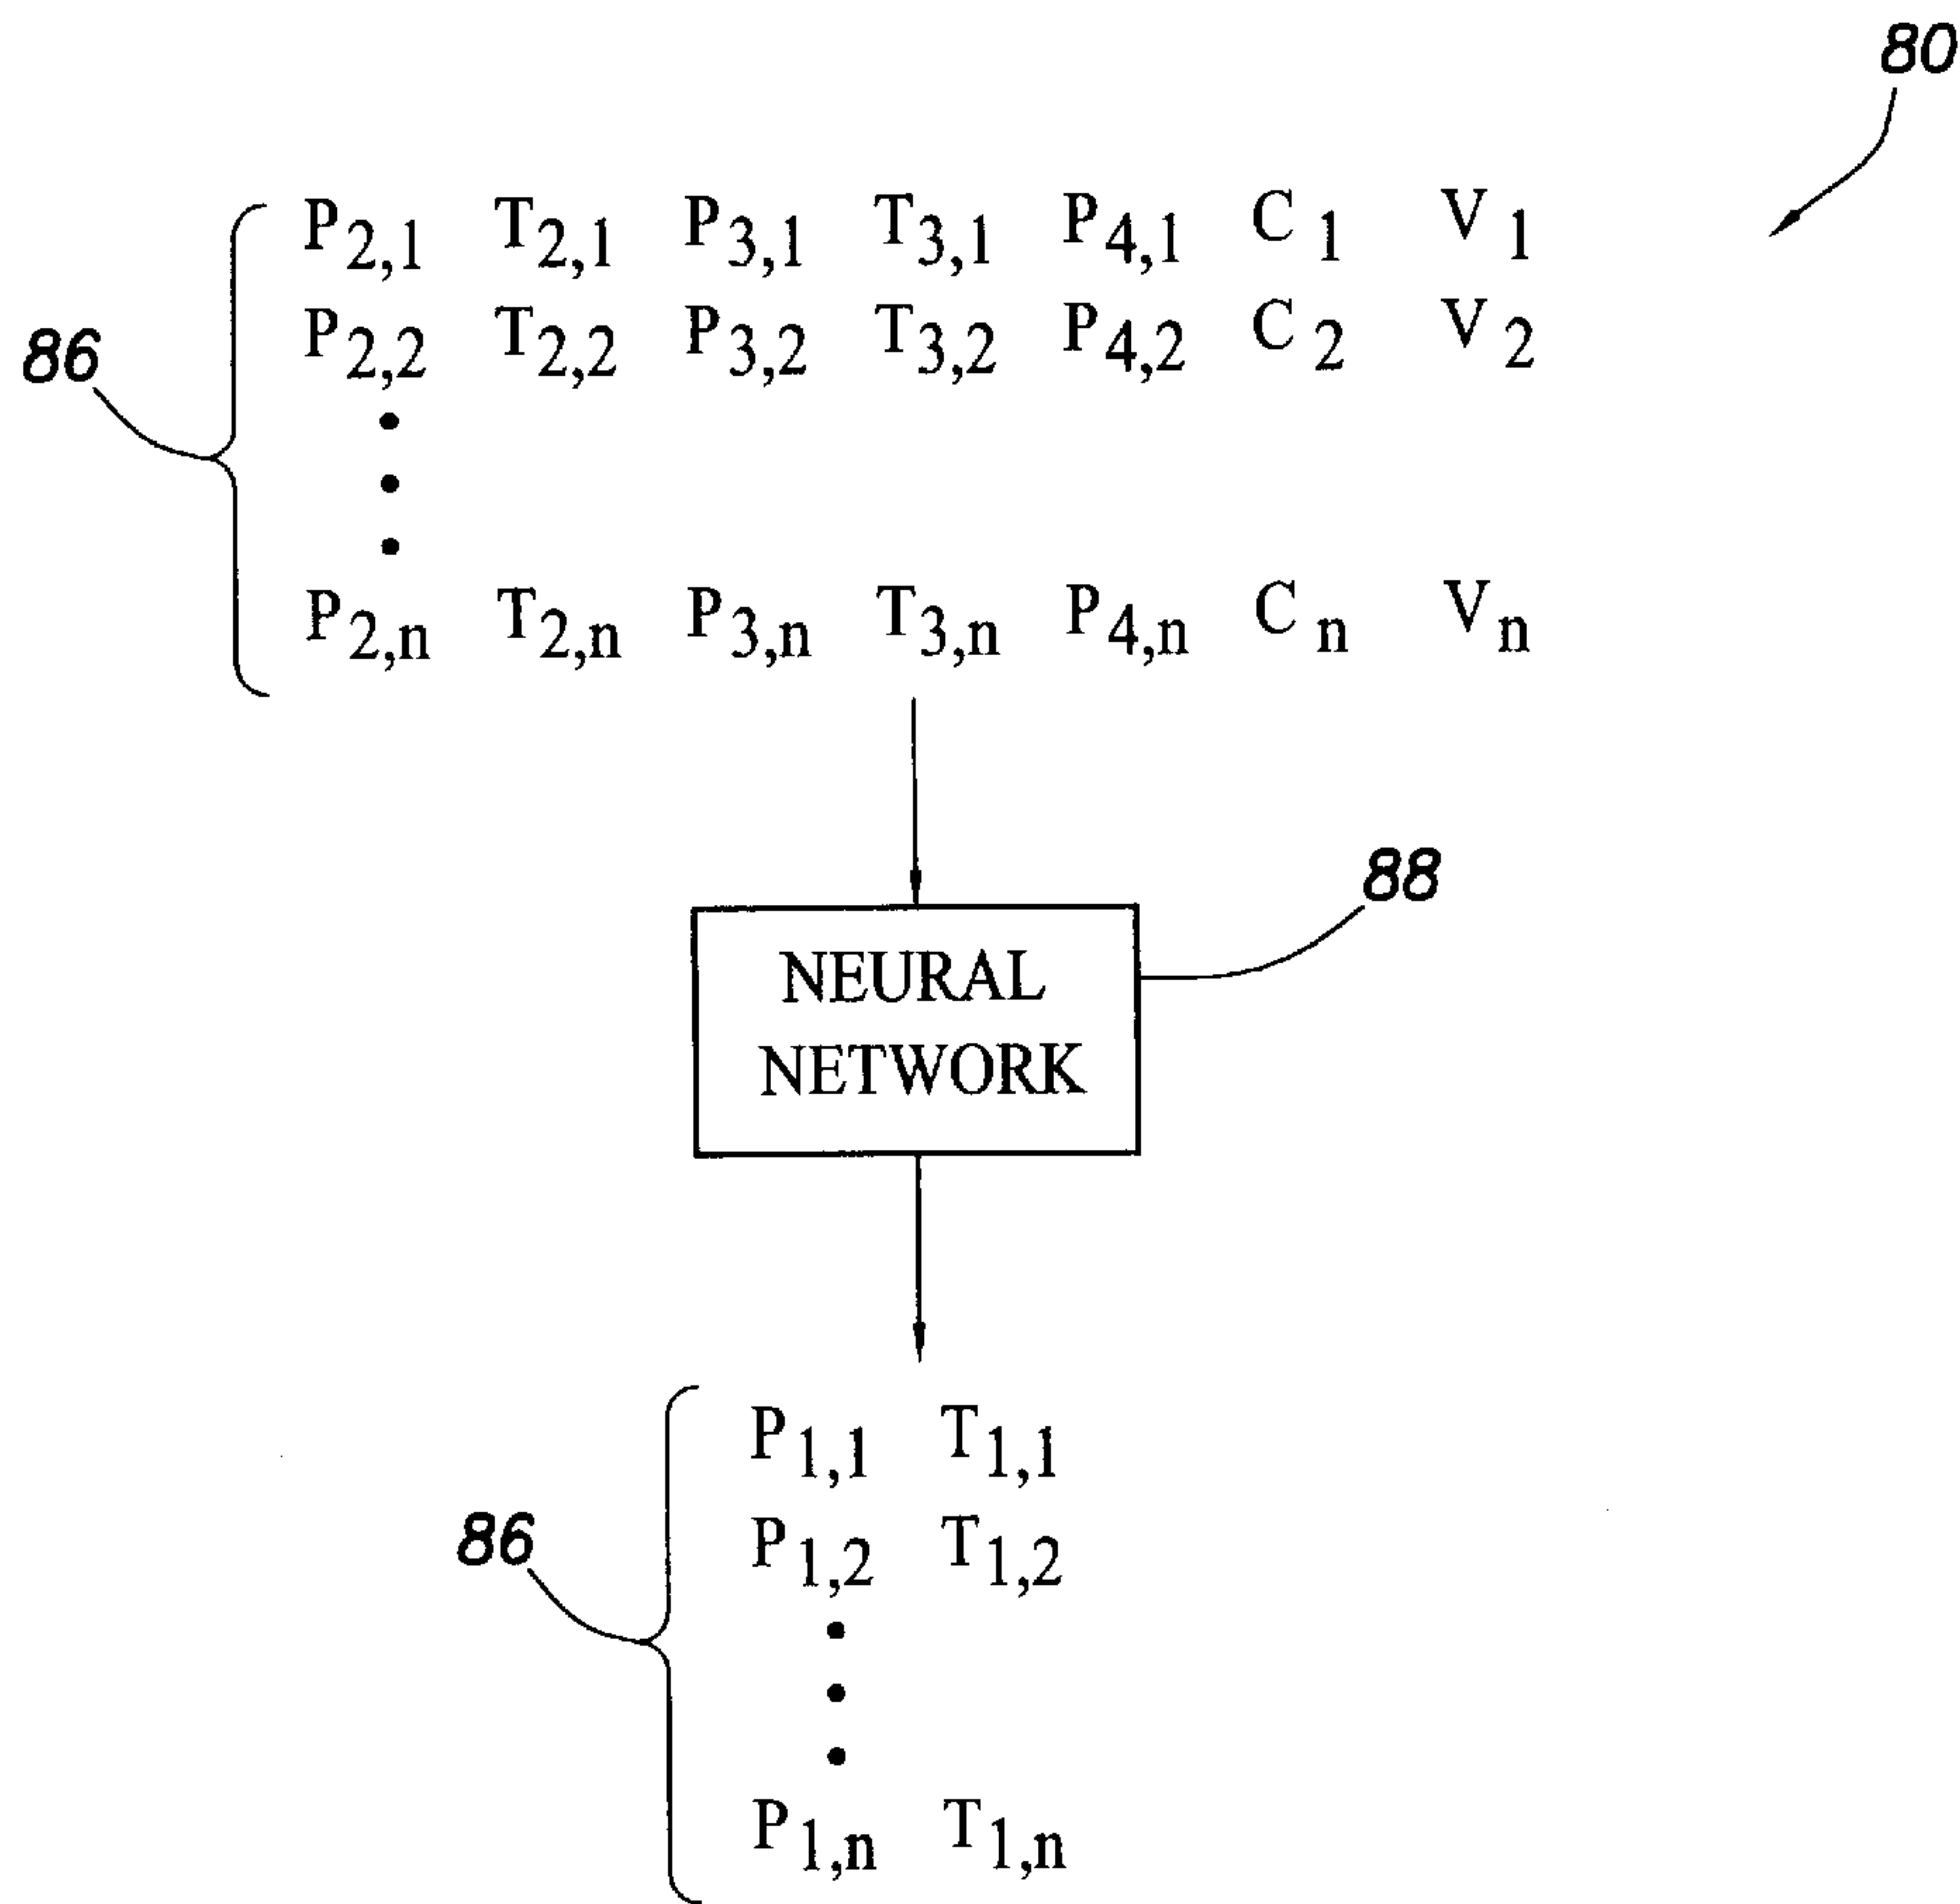 80
P2,1 T2,1 P3,1 T3,1 P4,1 C1 V1
P2,2 T2,2 P3,2 T3,2 P4,2 C2 V2
86
P2,n T2,n P3,n T3,n P4,n Cn Vn
88
NEURAL
NETWORK
P1,1 T1,1
P1,2 T1,2
86
P1,n T1,n